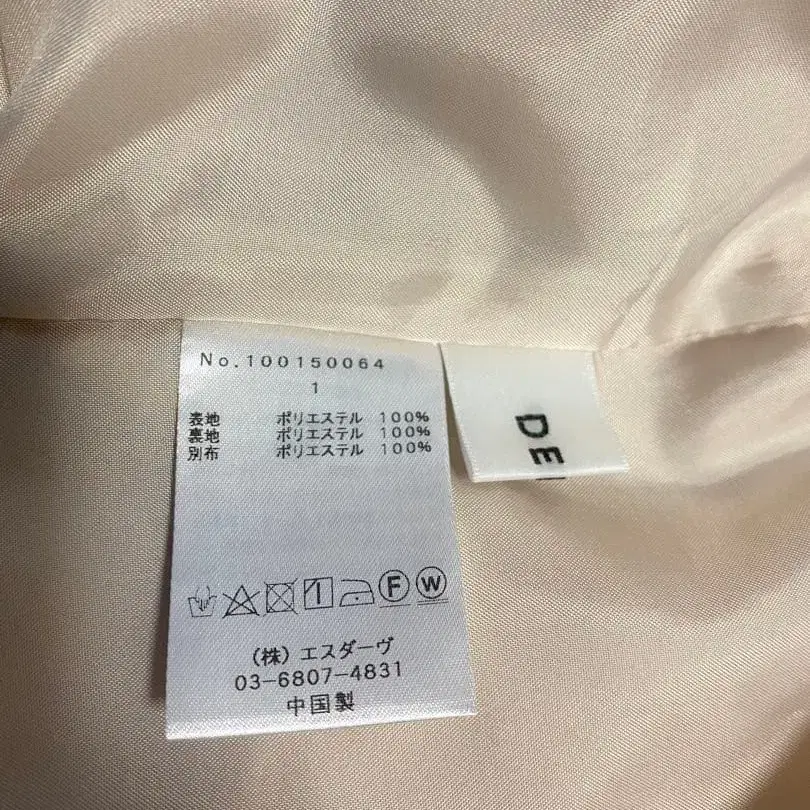 No.100150064
1
表地 ポリエステル 100%
裏地 ポリエステル 100%
別布 ポリエステル 100%
F W
(株) エスダーヴ
03-6807-4831
中国製
DE